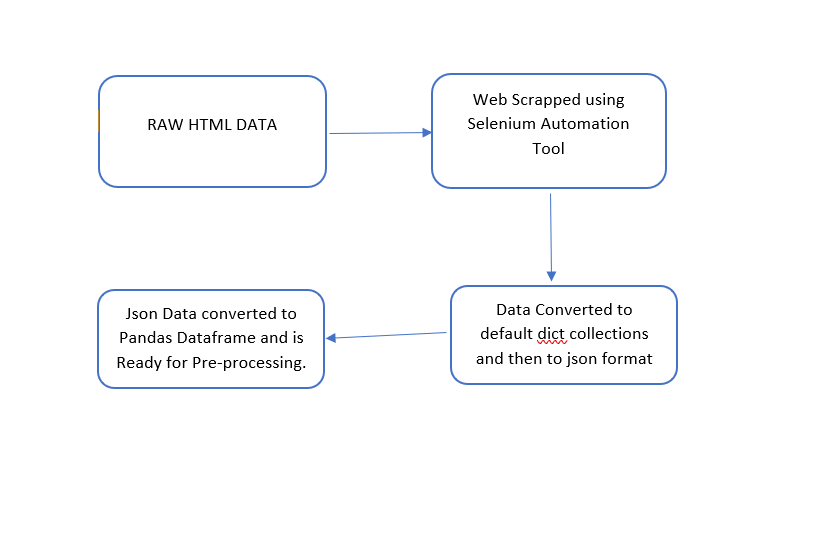 RAW HTML DATA
Web Scrapped using
Selenium Automation
Tool
Data Converted to
default dict collections
and then to json format
Json Data converted to
Pandas Dataframe and is
Ready for Pre-processing.